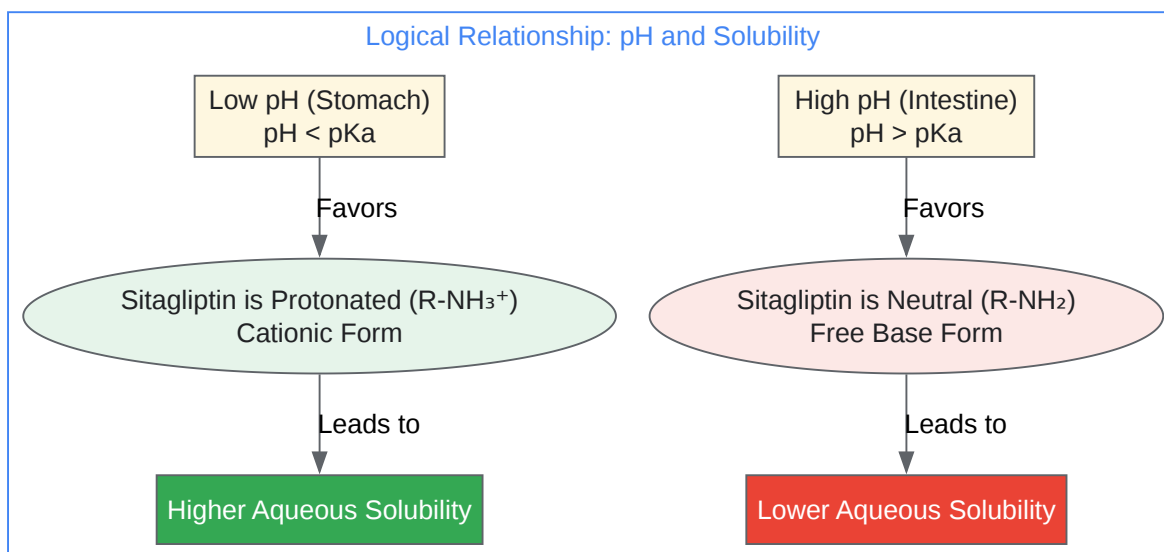 Logical Relationship: pH and Solubility
Low pH (Stomach)
pH < pKa
Favors
Sitagliptin is Protonated (R-NH₃⁺)
Cationic Form
Leads to
Higher Aqueous Solubility
High pH (Intestine)
pH > pKa
Favors
Sitagliptin is Neutral (R-NH₂)
Free Base Form
Leads to
Lower Aqueous Solubility